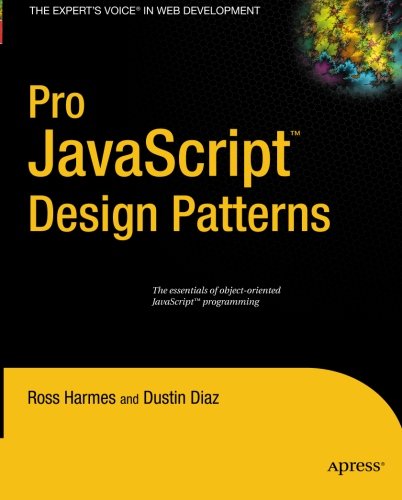 THE EXPERT'S VOICE® IN WEB DEVELOPMENT
Pro
JavaScript™
Design Patterns
The essentials of object-oriented
JavaScript™ programming
Ross Harmes and Dustin Diaz
Apress®